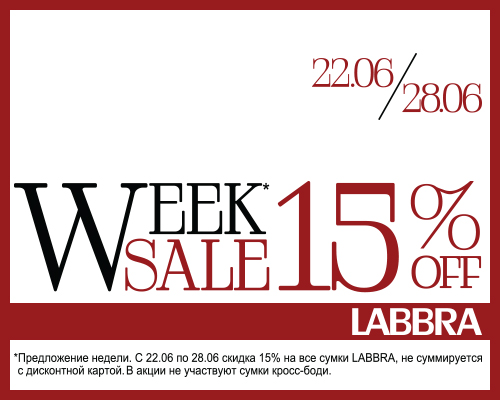 22.06/28.06
WEEK* SALE 15% OFF
LABBRA
*Предложение недели. С 22.06 по 28.06 скидка 15% на все сумки LABBRA, не суммируется
с дисконтной картой. В акции не участвуют сумки кросс-боди.